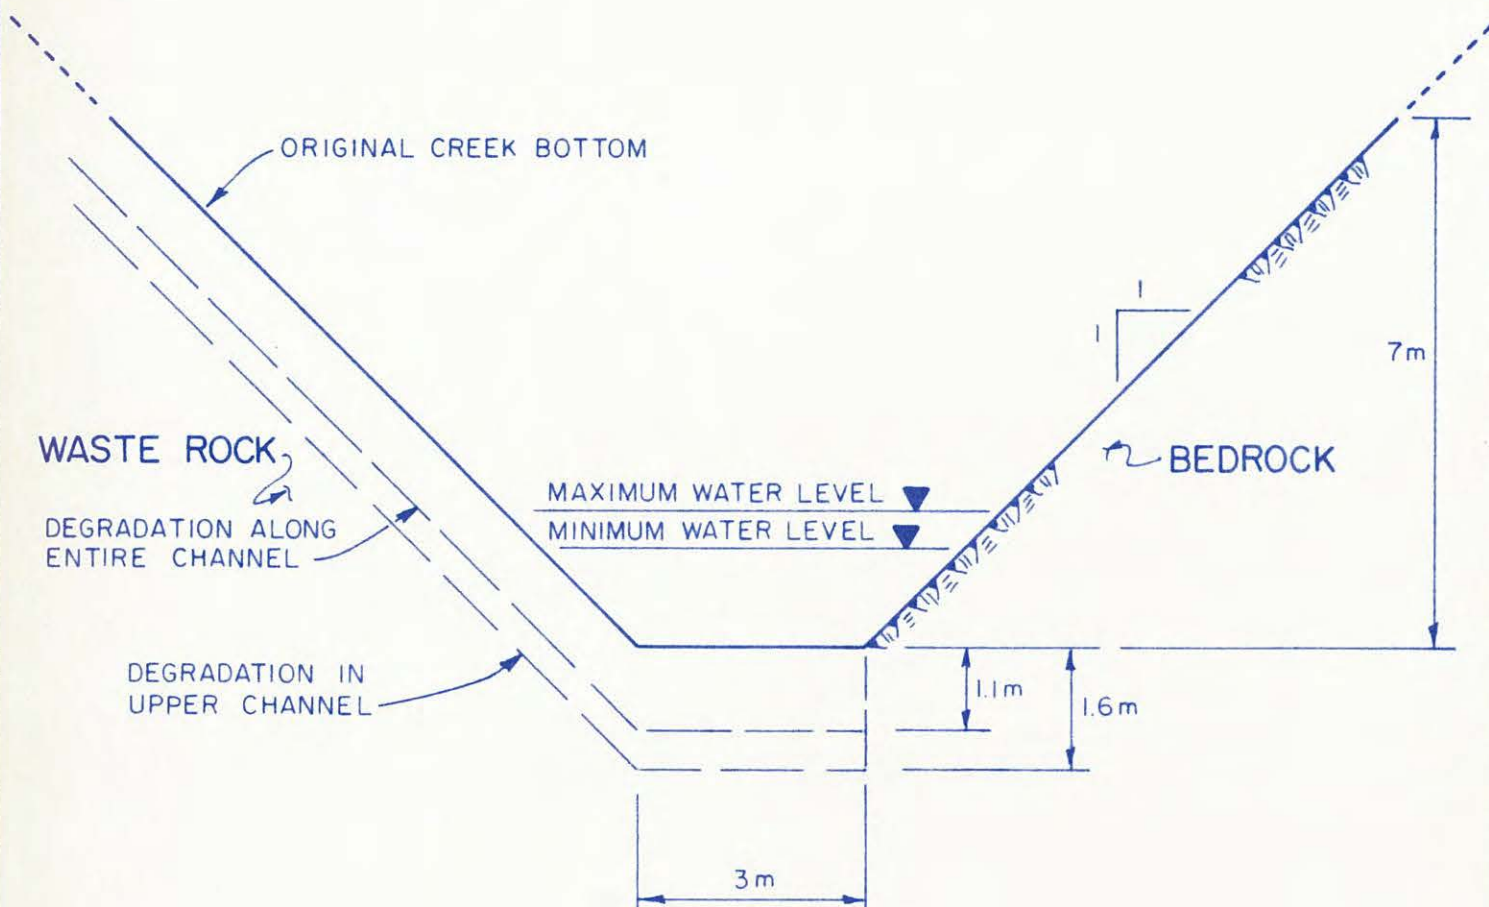 ORIGINAL CREEK BOTTOM
1
1
7m
WASTE ROCK
BEDROCK
MAXIMUM WATER LEVEL
MINIMUM WATER LEVEL
DEGRADATION ALONG
ENTIRE CHANNEL
DEGRADATION IN
UPPER CHANNEL
1.1m
1.6m
3m